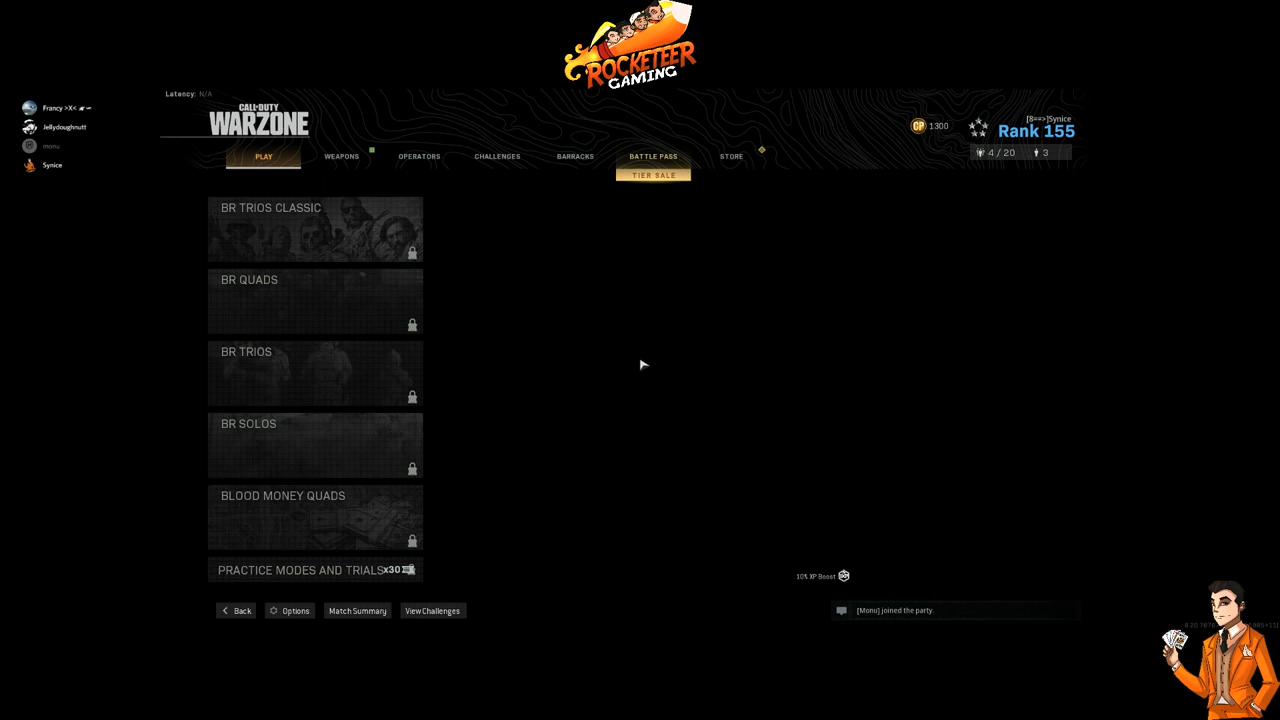 ROCKETEER
GAMING
Latency: N/A
Francy >X<
Jellydoughnutt
monu
Synice
CALL OF DUTY
WARZONE
CP 1300
[8==>]Synice
Rank 155
4 / 20
3
PLAY
WEAPONS
OPERATORS
CHALLENGES
BARRACKS
BATTLE PASS
STORE
TIER SALE
BR TRIOS CLASSIC
BR QUADS
BR TRIOS
BR SOLOS
BLOOD MONEY QUADS
PRACTICE MODES AND TRIALS
10% XP Boost
Back
Options
Match Summary
View Challenges
[Monu] joined the party.